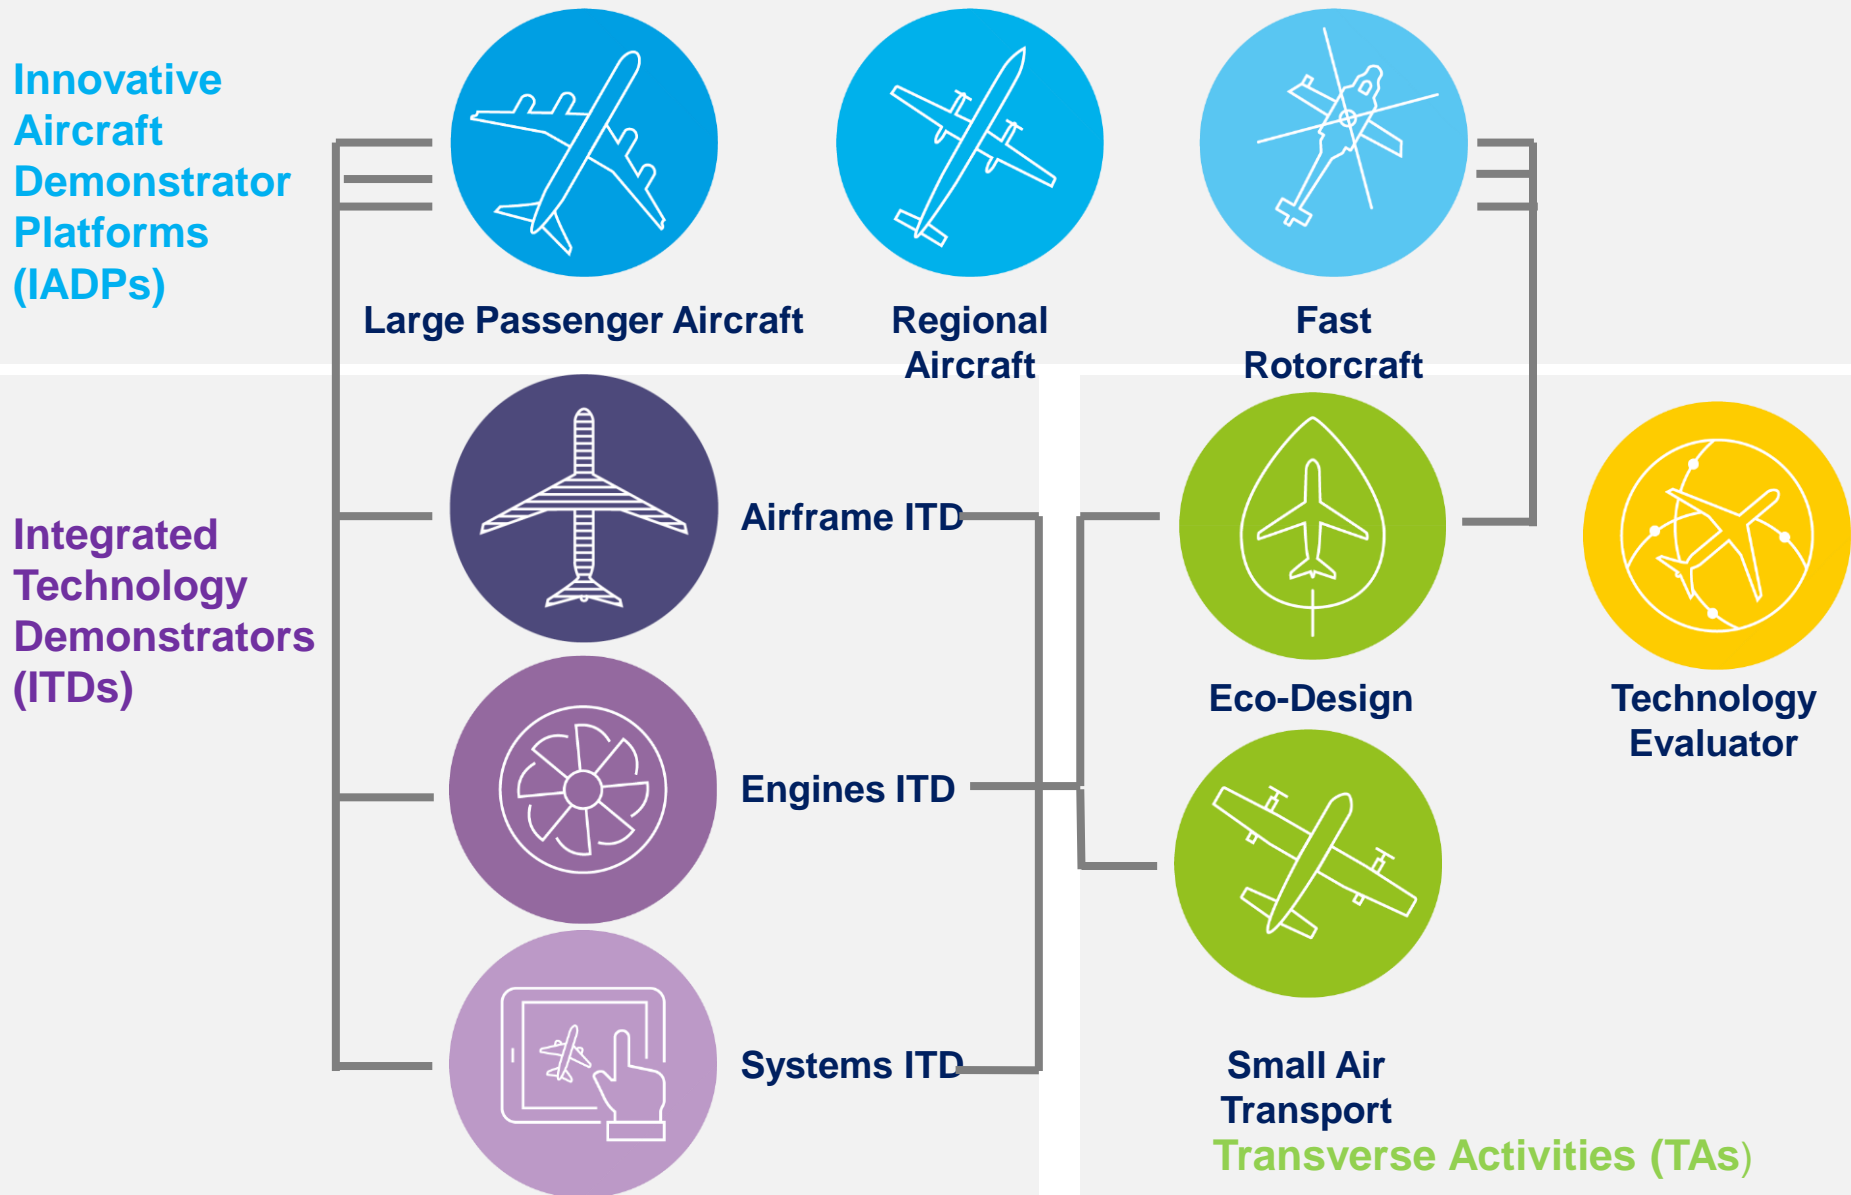 Innovative
Aircraft
Demonstrator
Platforms
(IADPs)
Large Passenger Aircraft
Regional
Aircraft
Fast
Rotorcraft
Integrated
Technology
Demonstrators
(ITDs)
Airframe ITD
Engines ITD
Systems ITD
Eco-Design
Technology
Evaluator
Small Air
Transport
Transverse Activities (TAs)